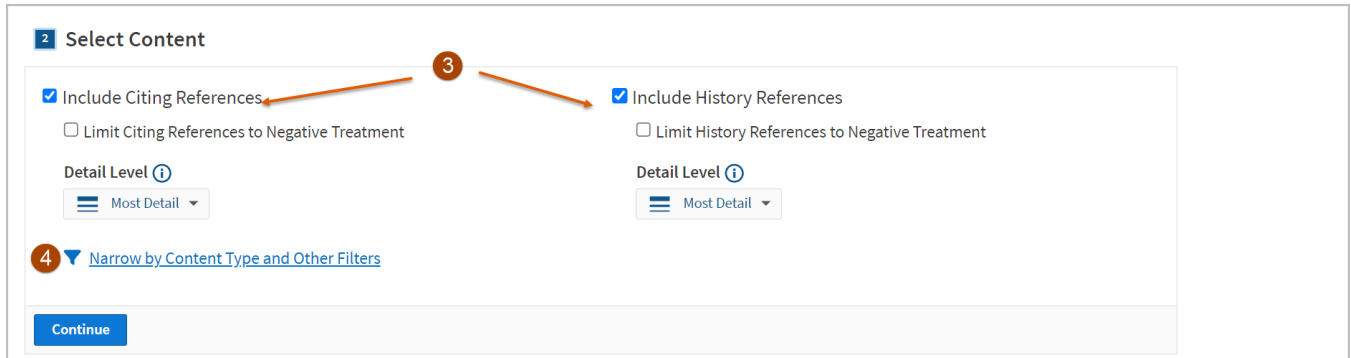 2 Select Content
3
Include Citing References
Include History References
Limit Citing References to Negative Treatment
Limit History References to Negative Treatment
Detail Level i
Detail Level i
Most Detail
Most Detail
4 Narrow by Content Type and Other Filters
Continue